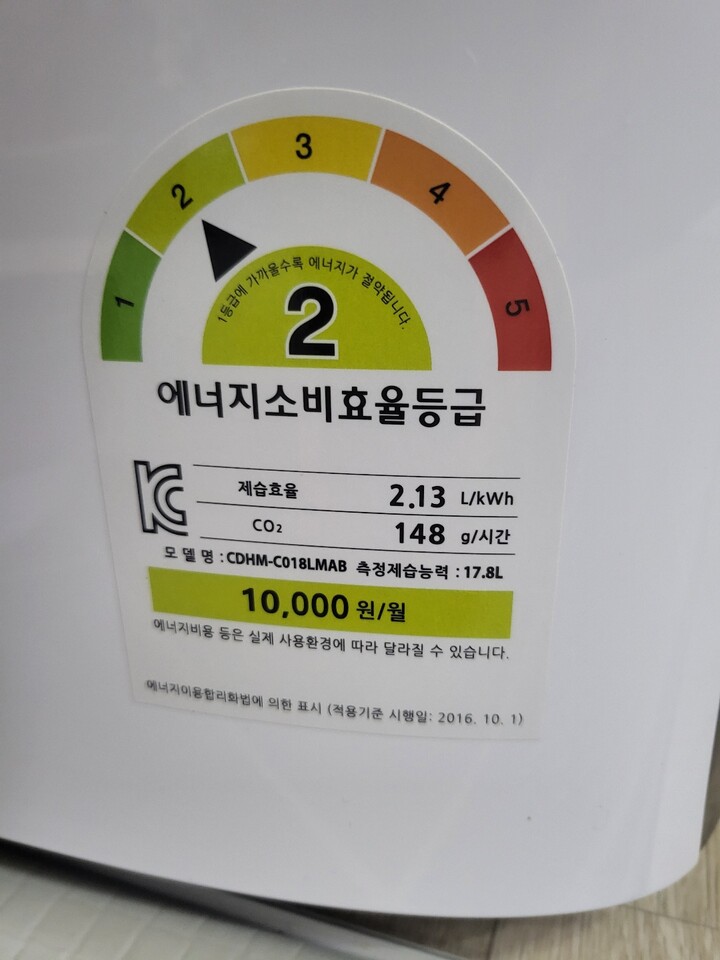 1 2 3 4 5
1등급에 가까울수록 에너지가 절약됩니다.
2
에너지소비효율등급
제습효율 2.13 L/kWh
CO₂ 148 g/시간
모 델 명 : CDHM-C018LMAB 측정제습능력 : 17.8L
10,000 원/월
에너지비용 등은 실제 사용환경에 따라 달라질 수 있습니다.
에너지이용합리화법에 의한 표시 (적용기준 시행일: 2016. 10. 1)